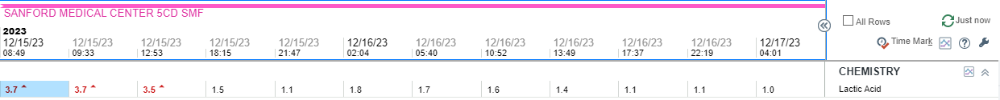 SANFORD MEDICAL CENTER 5CD SMF
All Rows Just now
2023
12/15/23 12/15/23 12/15/23 12/15/23 12/15/23 12/16/23 12/16/23 12/16/23 12/16/23 12/16/23 12/16/23 12/17/23 Time Mark
08:49 09:33 12:53 18:15 21:47 02:04 05:40 10:52 13:49 17:37 22:19 04:01
CHEMISTRY
3.7 3.7 3.5 1.5 1.1 1.8 1.7 1.6 1.4 1.1 1.1 1.0 Lactic Acid